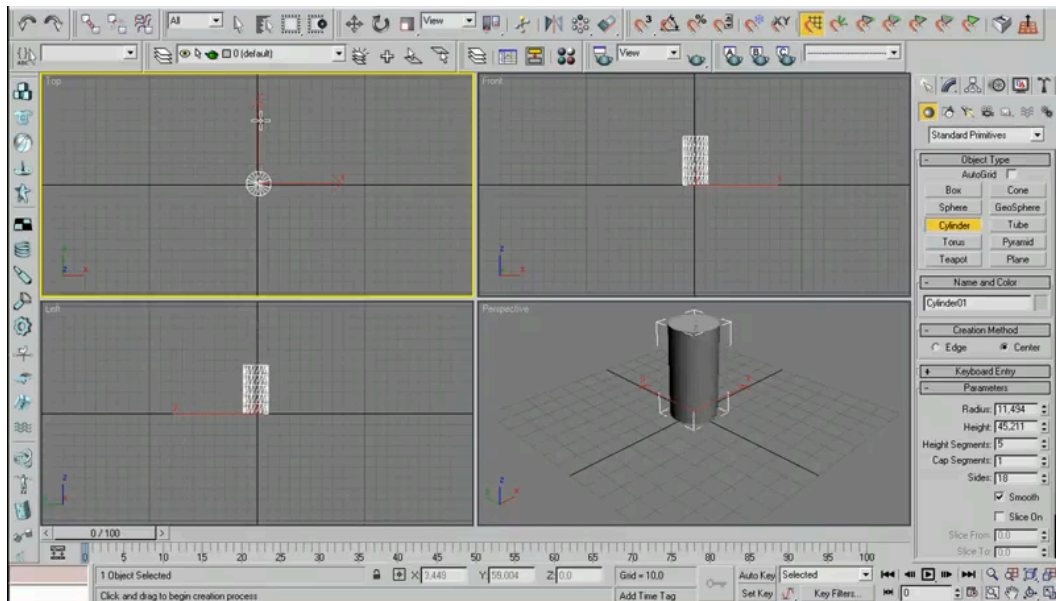 All
View
0 (default)
View
Top
Front
Left
Perspective
Standard Primitives
Object Type
AutoGrid
Box Cone
Sphere GeoSphere
Cylinder Tube
Torus Pyramid
Teapot Plane
Name and Color
Cylinder01
Creation Method
Edge Center
Keyboard Entry
Parameters
Radius: 11,494
Height: 45,211
Height Segments: 5
Cap Segments: 1
Sides: 18
Smooth
Slice On
Slice From: 0,0
Slice To: 0,0
0 / 100
0 5 10 15 20 25 30 35 40 45 50 55 60 65 70 75 80 85 90 95 100
1 Object Selected X: 3,449 Y: 59,004 Z: 0,0 Grid = 10,0 Auto Key Selected
Click and drag to begin creation process Add Time Tag Set Key Key Filters... 0